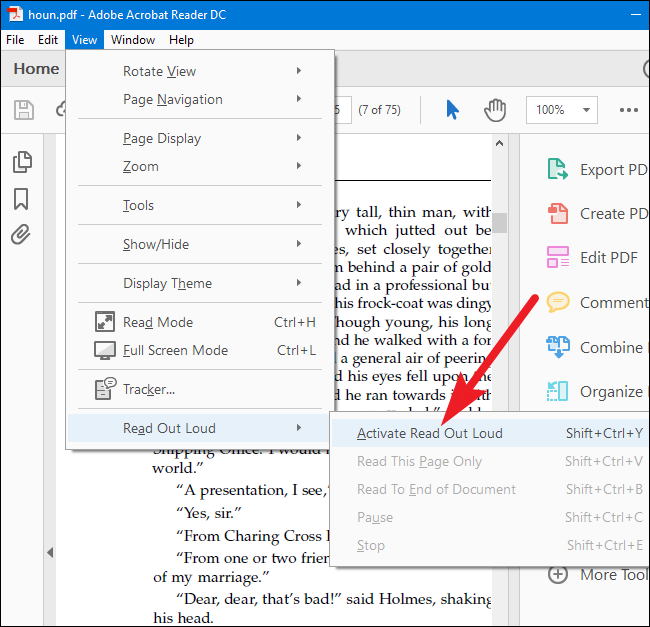 houn.pdf - Adobe Acrobat Reader DC
File Edit View Window Help
Home
5 (7 of 75) 100%
Rotate View
Page Navigation
Page Display
Zoom
Tools
Show/Hide
Display Theme
Read Mode Ctrl+H
Full Screen Mode Ctrl+L
Tracker...
Read Out Loud
Activate Read Out Loud Shift+Ctrl+Y
Read This Page Only Shift+Ctrl+V
Read To End of Document Shift+Ctrl+B
Pause Shift+Ctrl+C
Stop Shift+Ctrl+E
ry tall, thin man, with
which jutted out be
es, set closely together
m behind a pair of gold
ad in a professional but
his frock-coat was dingy
Though young, his long
nd he walked with a for
a general air of peering
d his eyes fell upon the
d he ran towards it
Shipping Office. I would
world.”
“A presentation, I see,”
“Yes, sir.”
“From Charing Cross
“From one or two frien
of my marriage.”
“Dear, dear, that’s bad!” said Holmes, shaking
his head.
Export PD
Create PD
Edit PDF
Comment
Combine
Organize
More Tool